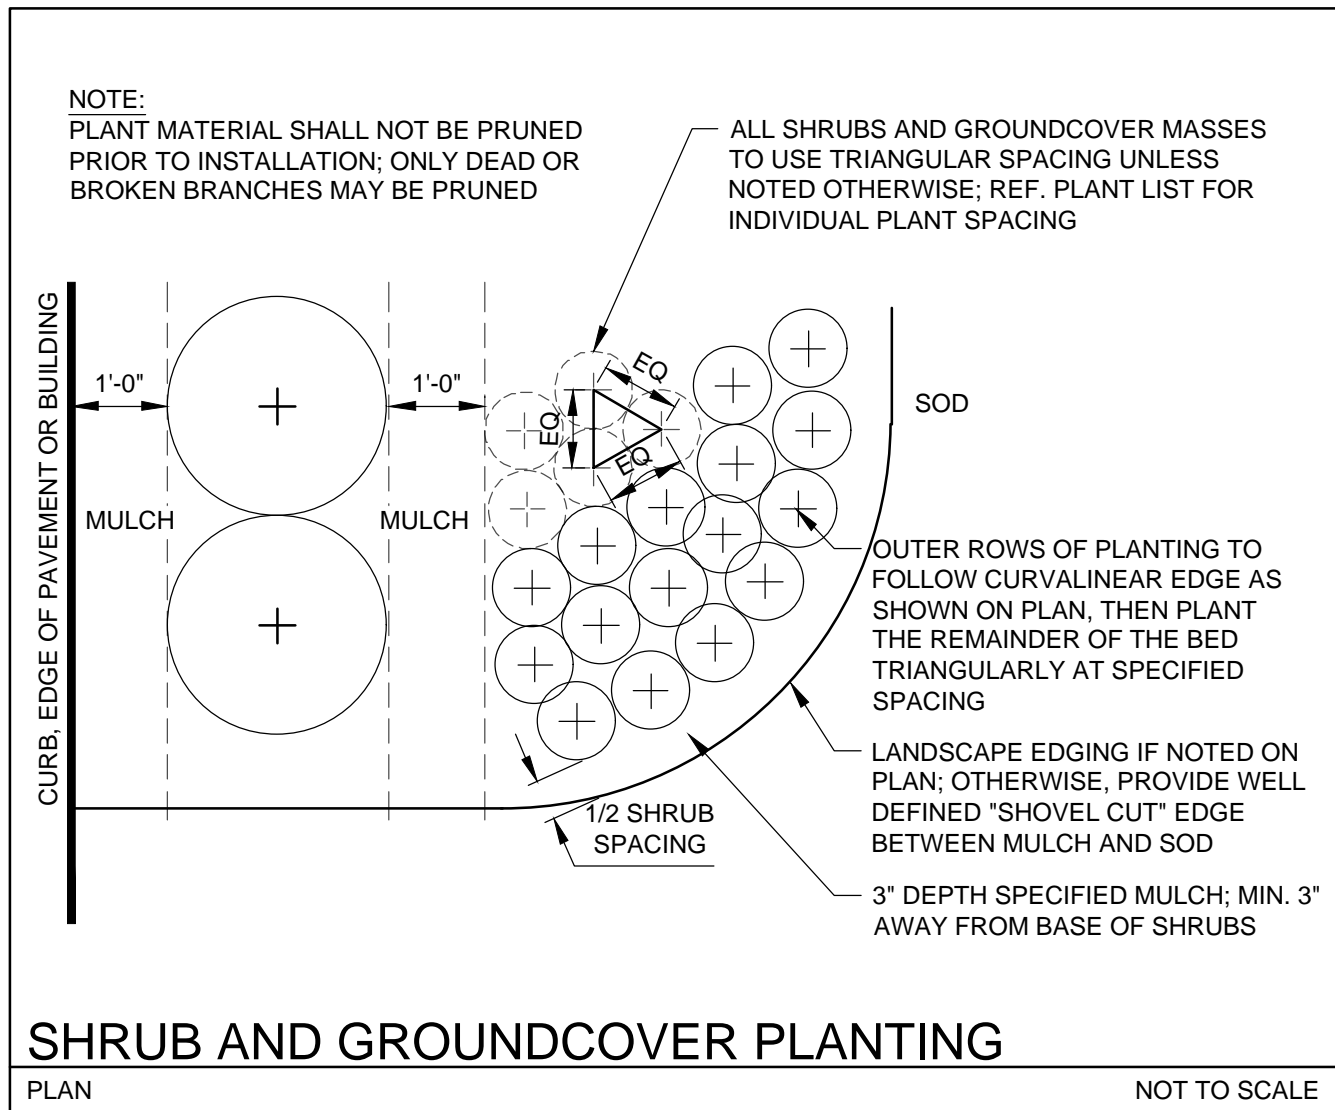 NOTE:
PLANT MATERIAL SHALL NOT BE PRUNED
PRIOR TO INSTALLATION; ONLY DEAD OR
BROKEN BRANCHES MAY BE PRUNED
ALL SHRUBS AND GROUNDCOVER MASSES
TO USE TRIANGULAR SPACING UNLESS
NOTED OTHERWISE; REF. PLANT LIST FOR
INDIVIDUAL PLANT SPACING
CURB, EDGE OF PAVEMENT OR BUILDING
1'-0"
1'-0"
EQ
EQ
EQ
SOD
MULCH
MULCH
OUTER ROWS OF PLANTING TO
FOLLOW CURVALINEAR EDGE AS
SHOWN ON PLAN, THEN PLANT
THE REMAINDER OF THE BED
TRIANGULARLY AT SPECIFIED
SPACING
LANDSCAPE EDGING IF NOTED ON
PLAN; OTHERWISE, PROVIDE WELL
DEFINED "SHOVEL CUT" EDGE
BETWEEN MULCH AND SOD
1/2 SHRUB
SPACING
3" DEPTH SPECIFIED MULCH; MIN. 3"
AWAY FROM BASE OF SHRUBS
SHRUB AND GROUNDCOVER PLANTING
PLAN
NOT TO SCALE